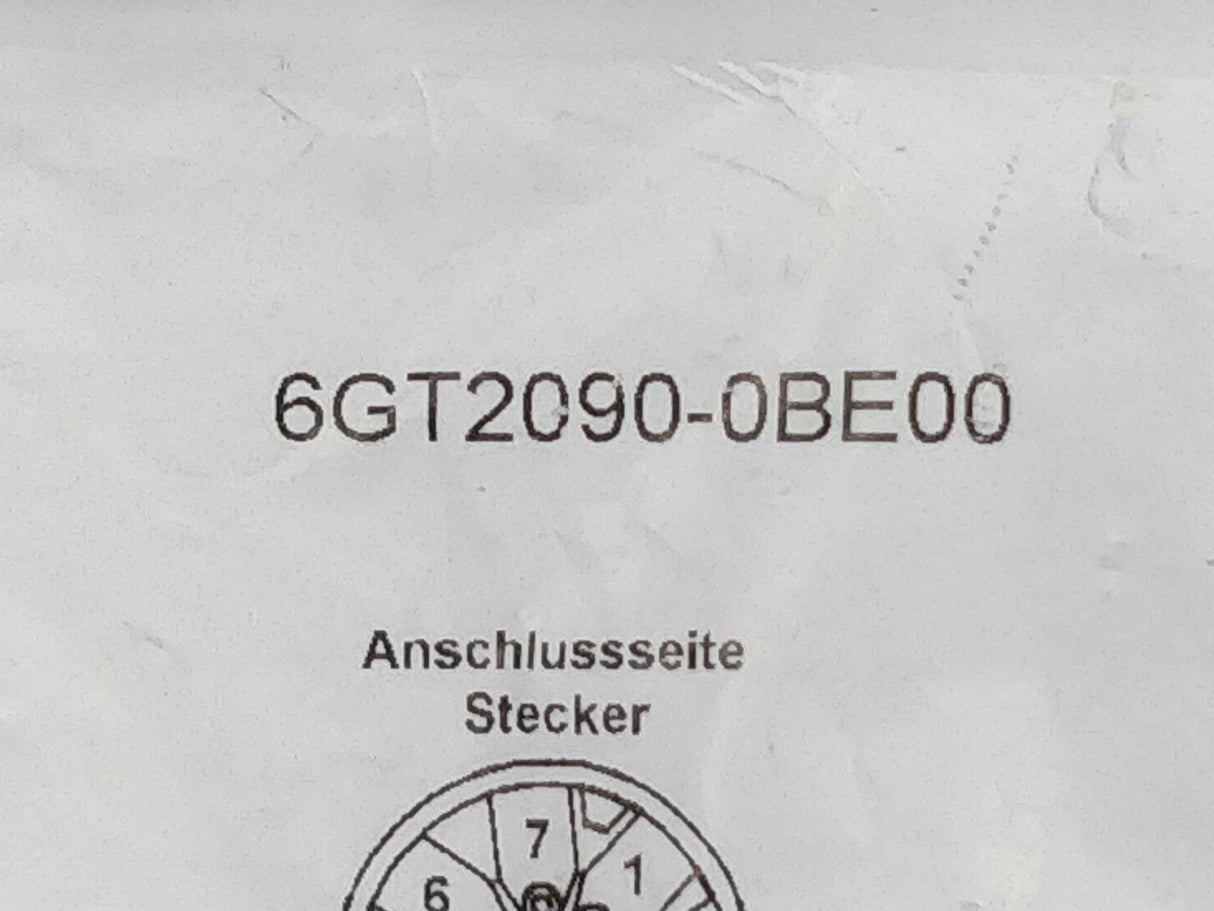 6GT2090-0BE00
Anschlussseite
Stecker
7
1
6